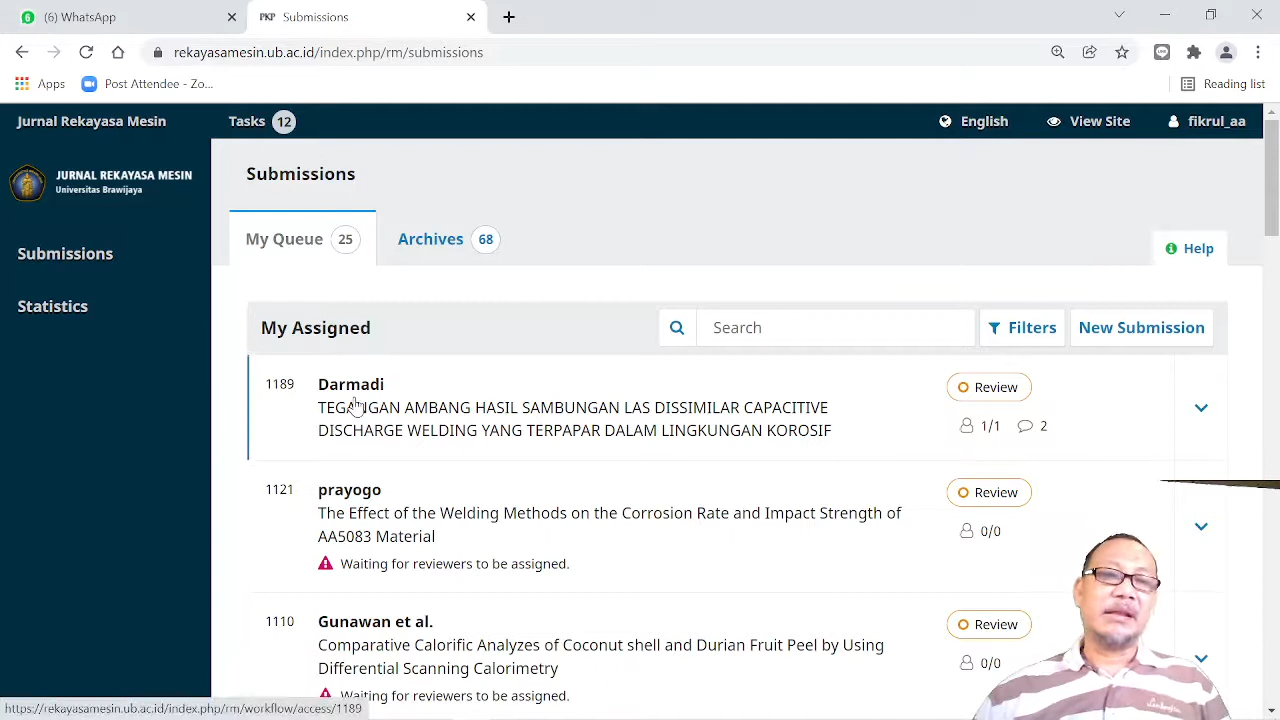 6
(6) WhatsApp
PKP Submissions
rekayasamesin.ub.ac.id/index.php/rm/submissions
Apps
Post Attendee - Zo...
Reading list
Jurnal Rekayasa Mesin
Tasks 12
English
View Site
fikrul_aa
JURNAL REKAYASA MESIN
Universitas Brawijaya
Submissions
Statistics
Submissions
My Queue 25
Archives 68
Help
My Assigned
Search
Filters
New Submission
1189
Darmadi
TEGANGAN AMBANG HASIL SAMBUNGAN LAS DISSIMILAR CAPACITIVE
DISCHARGE WELDING YANG TERPAPAR DALAM LINGKUNGAN KOROSIF
Review
1/1
2
1121
prayogo
The Effect of the Welding Methods on the Corrosion Rate and Impact Strength of
AA5083 Material
Waiting for reviewers to be assigned.
Review
0/0
1110
Gunawan et al.
Comparative Calorific Analyzes of Coconut shell and Durian Fruit Peel by Using
Differential Scanning Calorimetry
Waiting for reviewers to be assigned.
Review
0/0
https://rekayasamesin.ub.ac.id/index.php/rm/workflow/access/1189